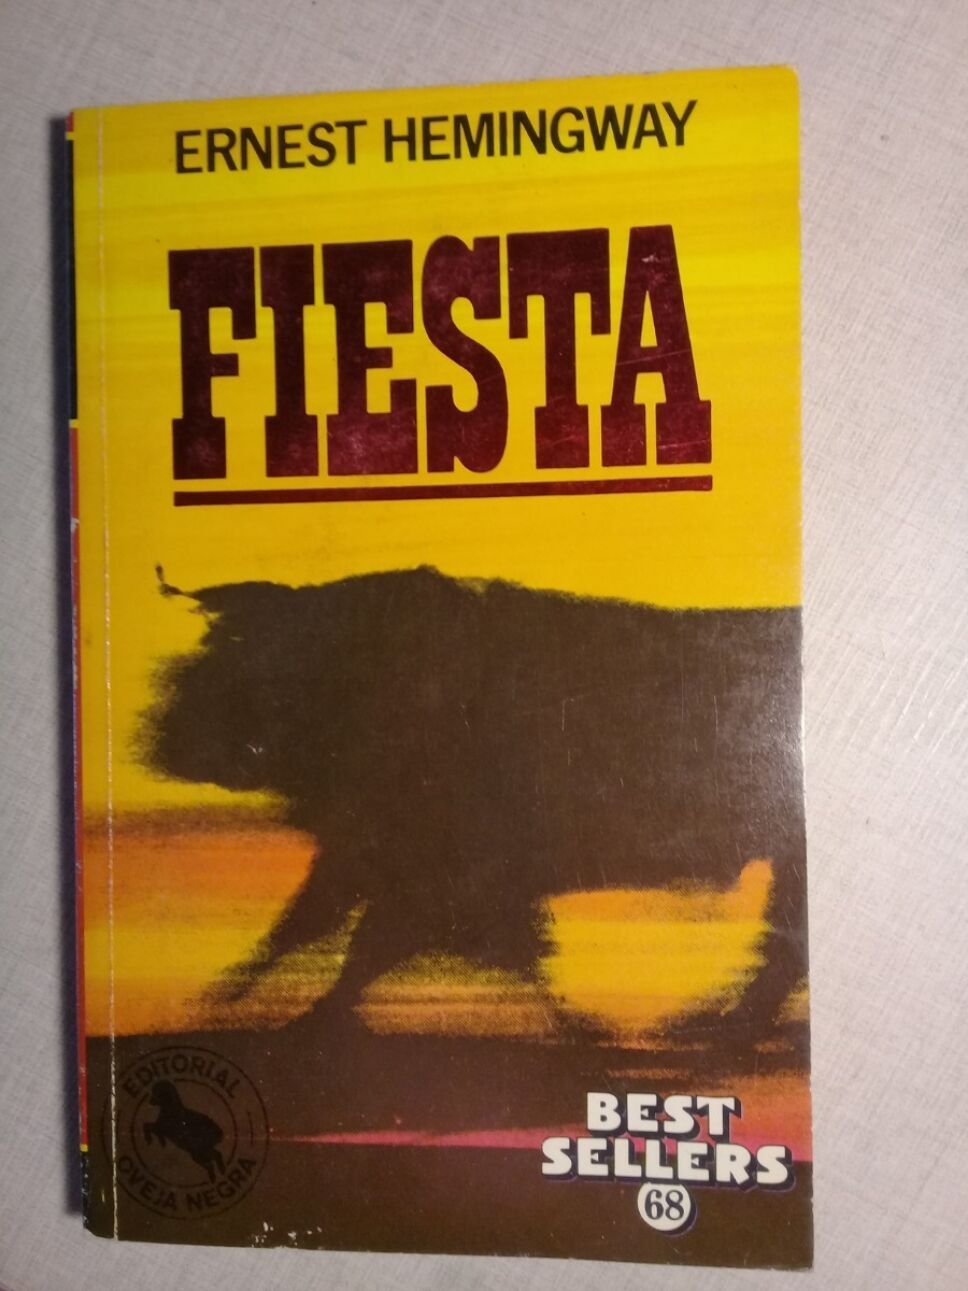 ERNEST HEMINGWAY
FIESTA
EDITORIAL
OVEJA NEGRA
BEST
SELLERS
68